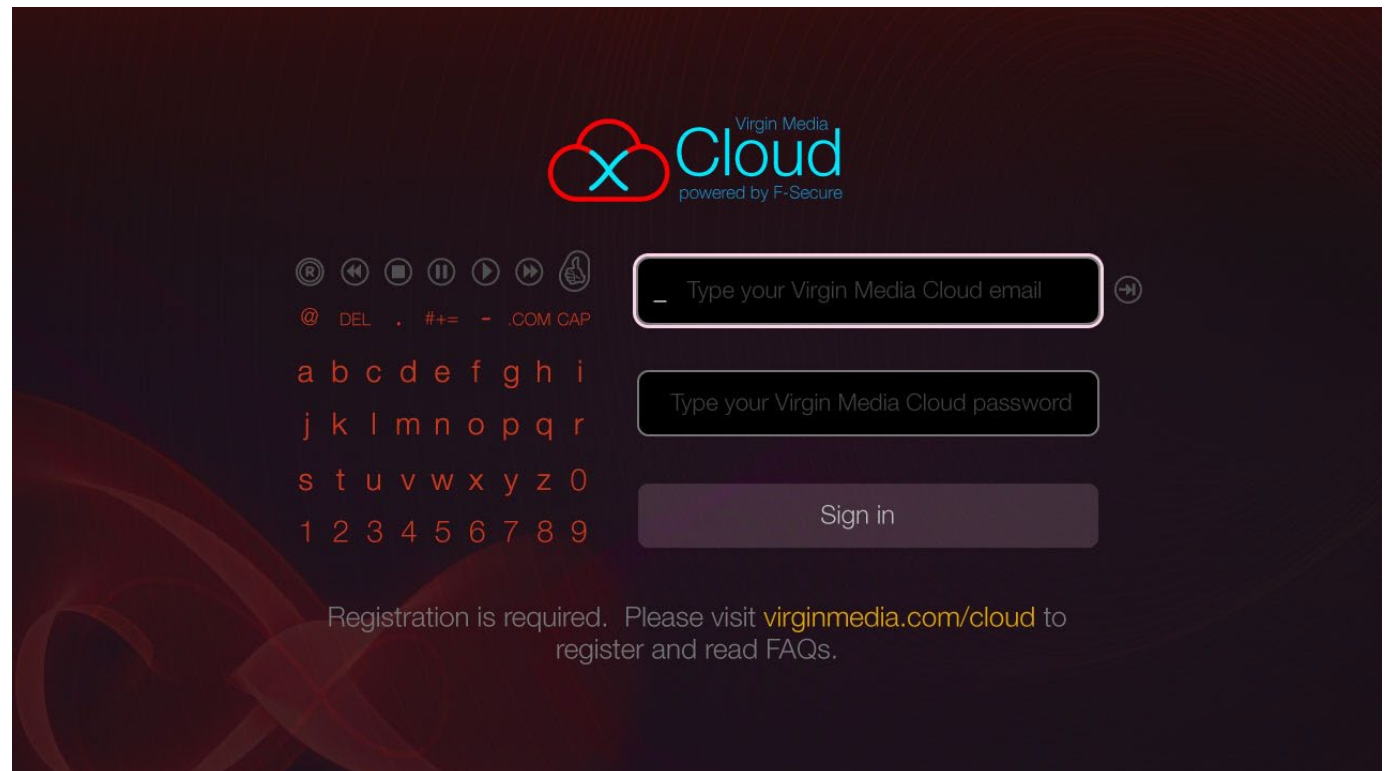 Virgin Media
Cloud
powered by F-Secure
R
@ DEL . #+= - .COM CAP
a b c d e f g h i
j k l m n o p q r
s t u v w x y z 0
1 2 3 4 5 6 7 8 9
_ Type your Virgin Media Cloud email
Type your Virgin Media Cloud password
Sign in
Registration is required. Please visit virginmedia.com/cloud to
register and read FAQs.